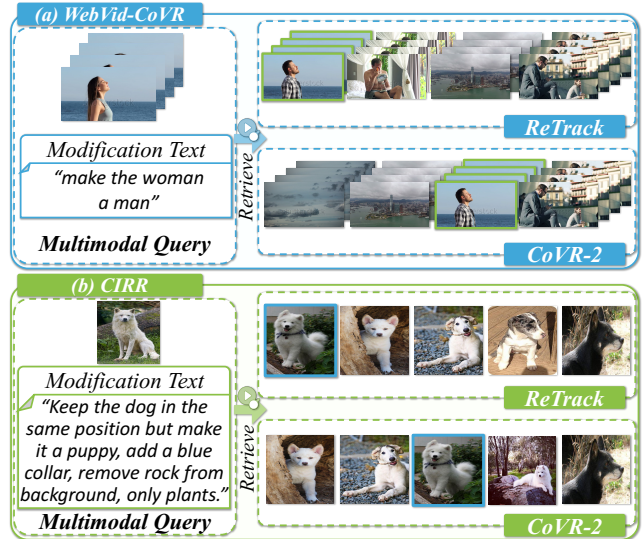 (a) WebVid-CoVR
Modification Text
“make the woman
a man”
Multimodal Query
Retrieve
ReTrack
CoVR-2
(b) CIRR
Modification Text
“Keep the dog in the
same position but make
it a puppy, add a blue
collar, remove rock from
background, only plants.”
Multimodal Query
Retrieve
ReTrack
CoVR-2